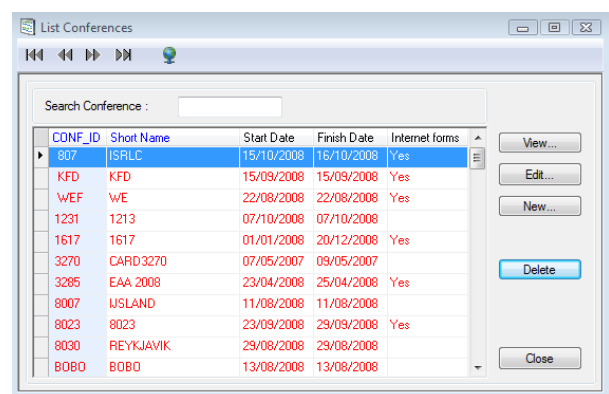 List Conferences
Search Conference :
CONF_ID Short Name Start Date Finish Date Internet forms
807 ISRLC 15/10/2008 16/10/2008 Yes
KFD KFD 15/09/2008 15/09/2008 Yes
WEF WE 22/08/2008 22/08/2008 Yes
1231 1213 07/10/2008 07/10/2008
1617 1617 01/01/2008 20/12/2008 Yes
3270 CARD3270 07/05/2007 09/05/2007
3285 EAA 2008 23/04/2008 25/04/2008 Yes
8007 IJSLAND 11/08/2008 11/08/2008
8023 8023 23/09/2008 29/09/2008 Yes
8030 REYKJAVIK 29/08/2008 29/08/2008
BOBO BOBO 13/08/2008 13/08/2008
View...
Edit...
New...
Delete
Close